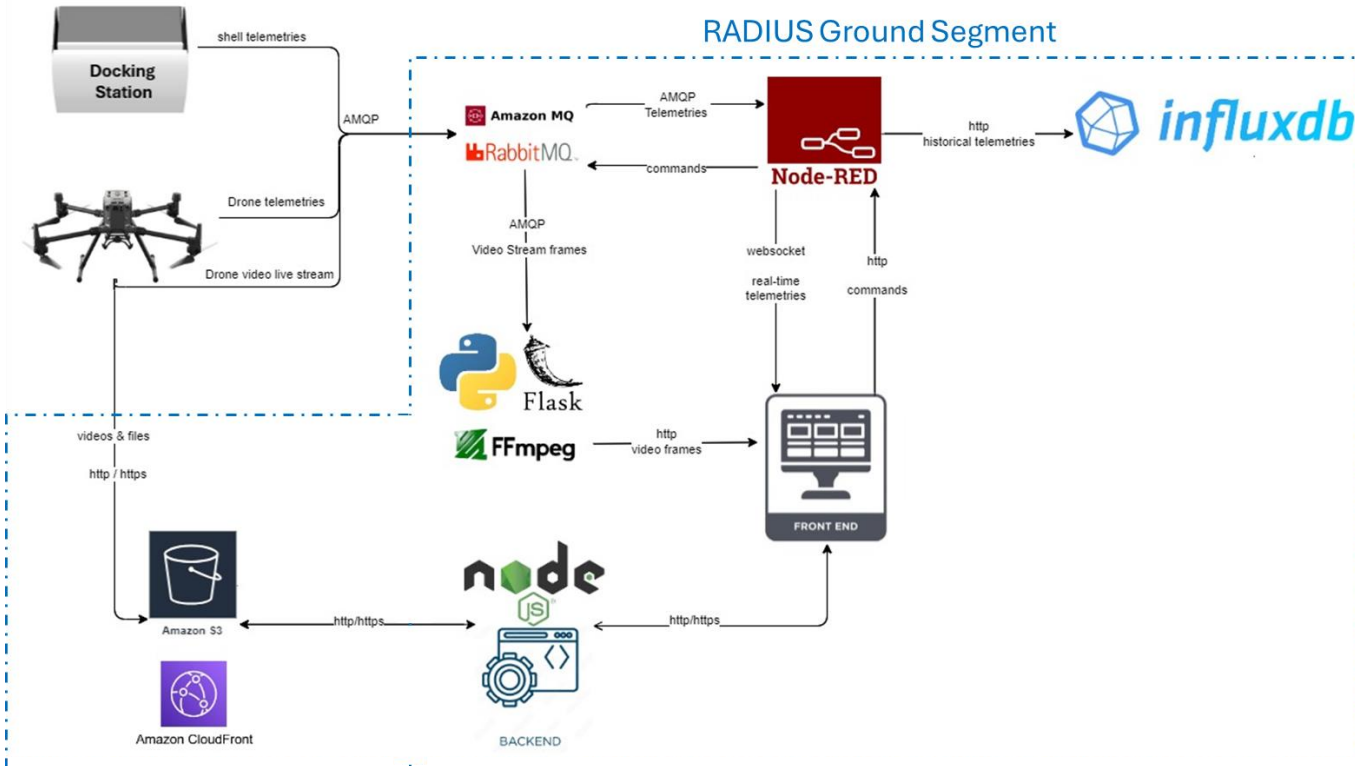 RADIUS Ground Segment
shell telemetries
Docking
Station
AMQP
Amazon MQ
RabbitMQ
AMQP
Telemetries
commands
Node-RED
http
historical telemetries
influxdb
Drone telemetries
Drone video live stream
AMQP
Video Stream frames
websocket
real-time
telemetries
http
commands
Flask
FFmpeg
http
video frames
FRONT END
videos & files
http / https
Amazon S3
http/https
node
JS
http/https
BACKEND
Amazon CloudFront